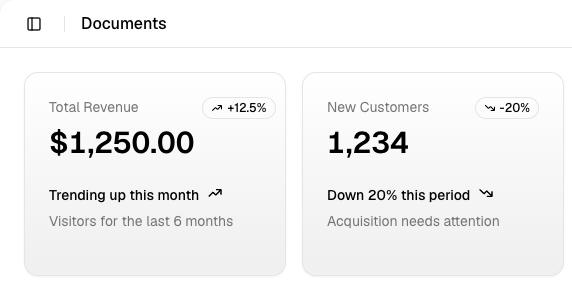 Documents
Total Revenue
+12.5%
$1,250.00
Trending up this month
Visitors for the last 6 months
New Customers
-20%
1,234
Down 20% this period
Acquisition needs attention